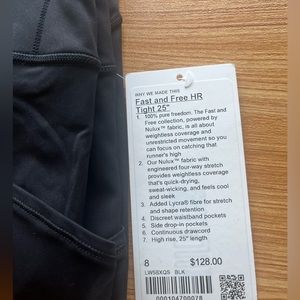 WHY WE MADE THIS
Fast and Free HR
Tight 25"
1. 100% pure freedom. The Fast and
Free collection, powered by
Nulux™ fabric, is all about
weightless coverage and
unrestricted movement so you
can focus on catching that
runner's high
2. Our Nulux™ fabric with
engineered four-way stretch
provides weightless coverage
that's quick-drying,
sweat-wicking, and feels cool
and sleek
3. Added Lycra® fibre for stretch
and shape retention
4. Discreet waistband pockets
5. Side drop-in pockets
6. Continuous drawcord
7. High rise, 25" length
8 $128.00
LW5BXQS BLK
000104700078